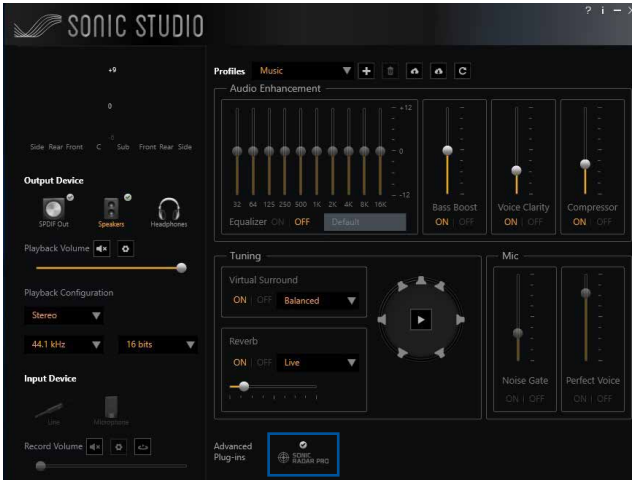 SONIC STUDIO
? i
Profiles Music
Audio Enhancement
+9
0
Side Rear Front C Sub Front Rear Side
+12
0
-12
32 64 125 250 500 1K 2K 4K 8K 16K
Equalizer ON | OFF Default
Bass Boost
ON | OFF
Voice Clarity
ON | OFF
Compressor
ON | OFF
Output Device
SPDIF Out
Speakers
Headphones
Playback Volume
Playback Configuration
Stereo
44.1 kHz
16 bits
Input Device
Line
Microphone
Record Volume
Tuning
Virtual Surround
ON | OFF Balanced
Reverb
ON | OFF Live
Mic
Noise Gate
ON | OFF
Perfect Voice
ON | OFF
Advanced
Plug-ins
SONIC
RADAR PRO